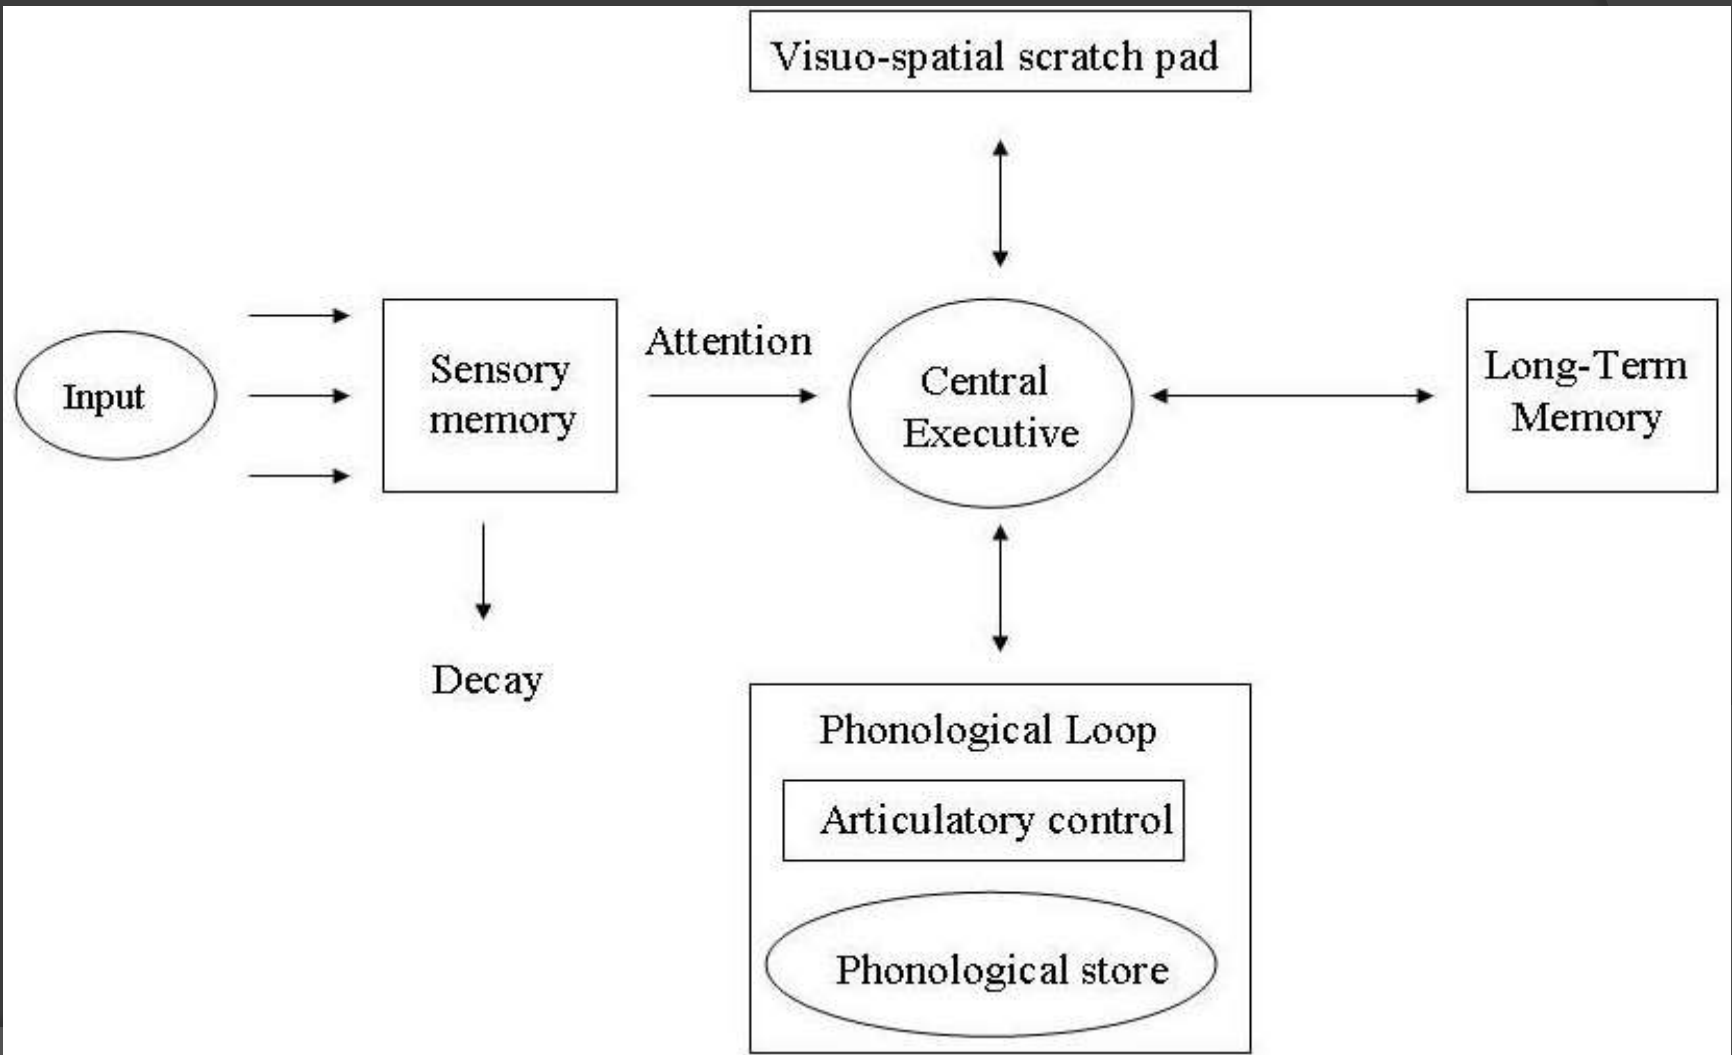 Visuo-spatial scratch pad
Input
Sensory
memory
Attention
Central
Executive
Long-Term
Memory
Decay
Phonological Loop
Articulatory control
Phonological store